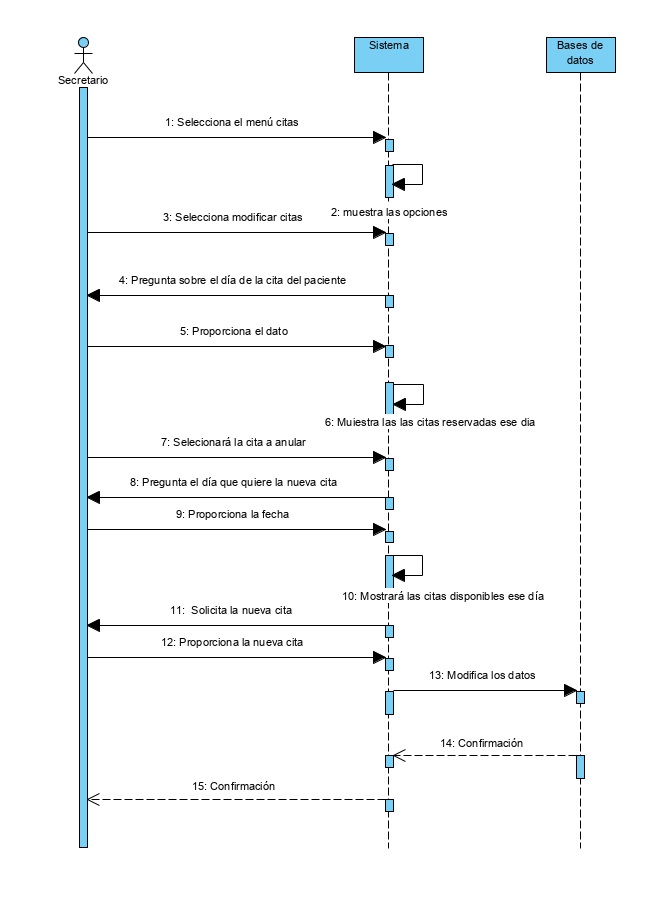 Secretario
Sistema
Bases de
datos
1: Selecciona el menú citas
2: muestra las opciones
3: Selecciona modificar citas
4: Pregunta sobre el día de la cita del paciente
5: Proporciona el dato
6: Muiestra las las citas reservadas ese dia
7: Selecionará la cita a anular
8: Pregunta el día que quiere la nueva cita
9: Proporciona la fecha
10: Mostrará las citas disponibles ese día
11: Solicita la nueva cita
12: Proporciona la nueva cita
13: Modifica los datos
14: Confirmación
15: Confirmación